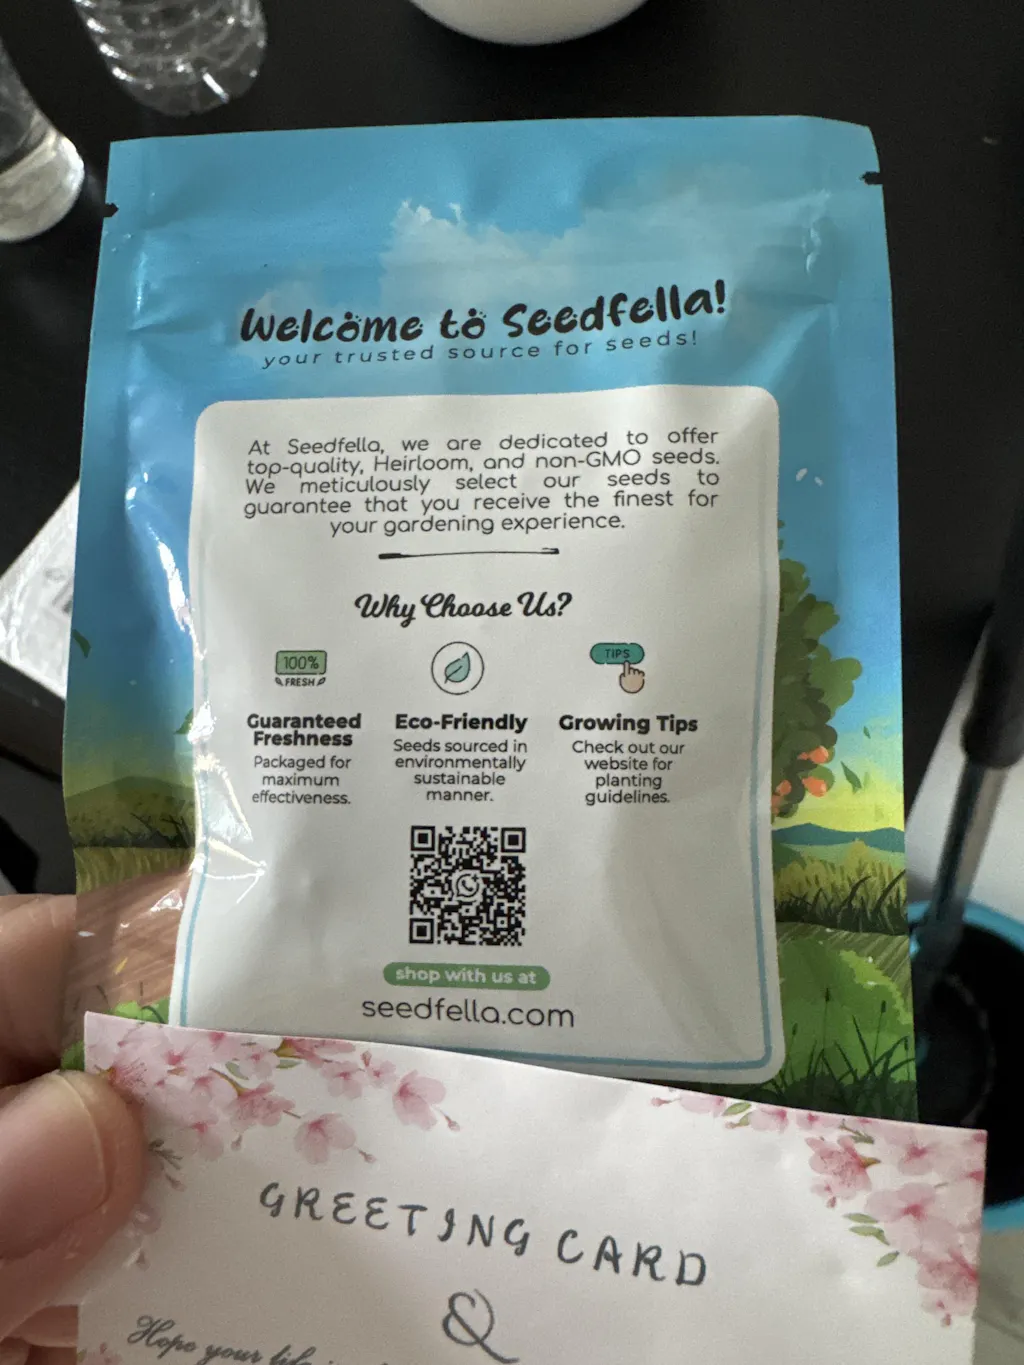 Welcome to Seedfella!
your trusted source for seeds!
At Seedfella, we are dedicated to offer
top-quality, Heirloom, and non-GMO seeds.
We meticulously select our seeds to
guarantee that you receive the finest for
your gardening experience.
Why Choose Us?
100%
FRESH
TIPS
Guaranteed
Freshness
Packaged for
maximum
effectiveness.
Eco-Friendly
Seeds sourced in
environmentally
sustainable
manner.
Growing Tips
Check out our
website for
planting
guidelines.
shop with us at
seedfella.com
GREETING CARD
&
Hope your life